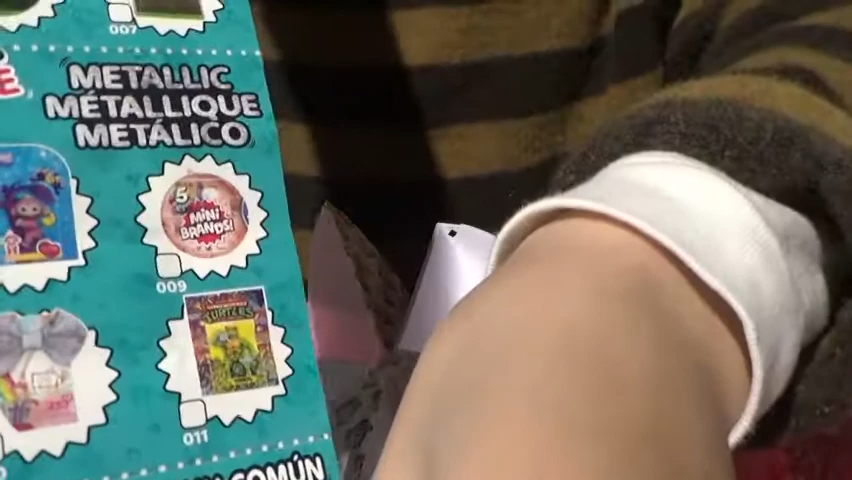 007
METALLIC
MÉTALLIQUE
METÁLICO
5
MINI
BRANDS
009
TURTLES
011
COMÚN